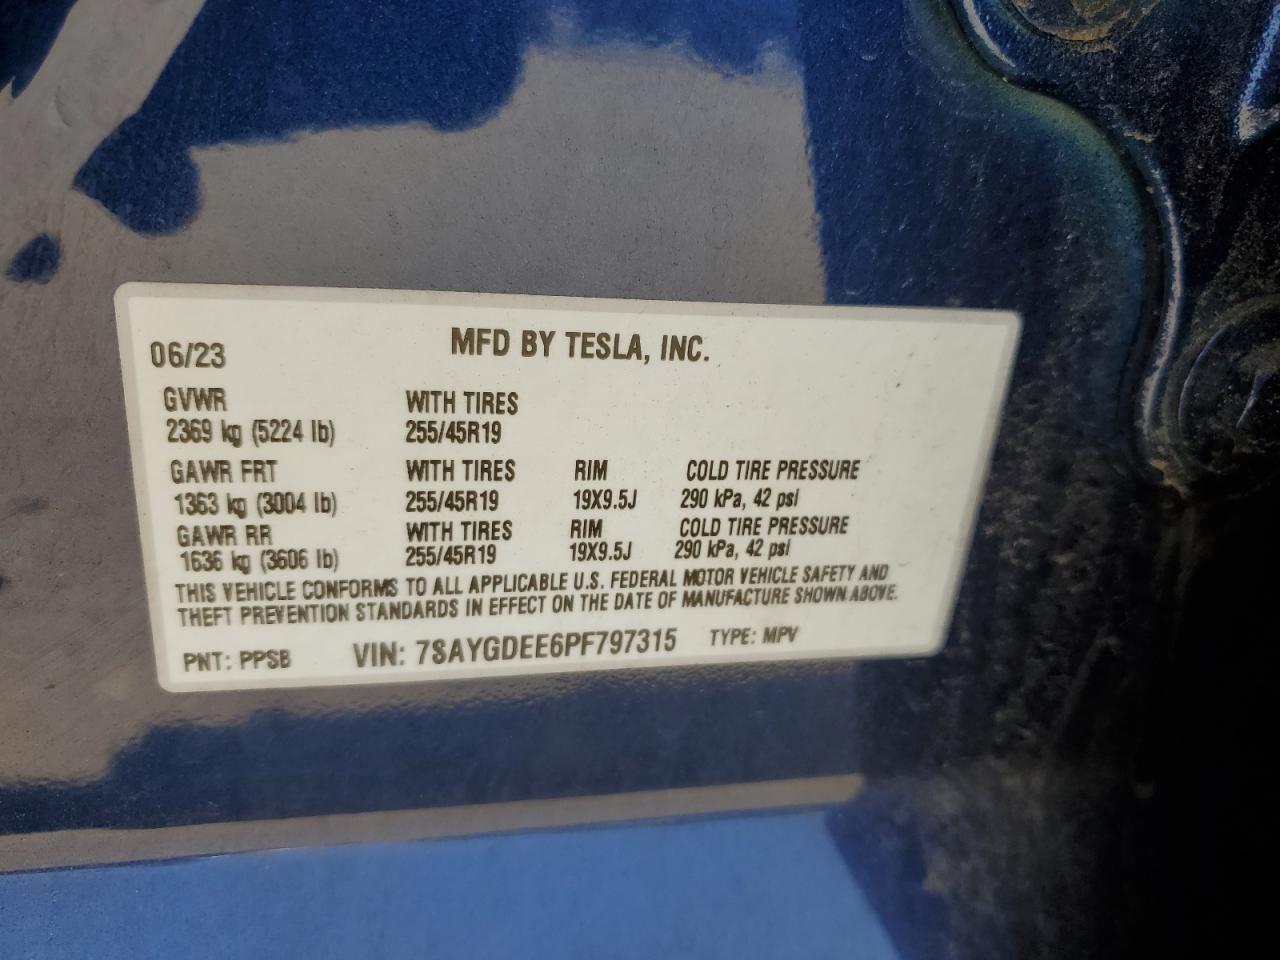 06/23 MFD BY TESLA, INC.
GVWR WITH TIRES
2369 kg (5224 lb) 255/45R19
GAWR FRT WITH TIRES RIM COLD TIRE PRESSURE
1363 kg (3004 lb) 255/45R19 19X9.5J 290 kPa, 42 psi
GAWR RR WITH TIRES RIM COLD TIRE PRESSURE
1636 kg (3606 lb) 255/45R19 19X9.5J 290 kPa, 42 psi
THIS VEHICLE CONFORMS TO ALL APPLICABLE U.S. FEDERAL MOTOR VEHICLE SAFETY AND
THEFT PREVENTION STANDARDS IN EFFECT ON THE DATE OF MANUFACTURE SHOWN ABOVE.
PNT: PPSB VIN: 7SAYGDEE6PF797315 TYPE: MPV